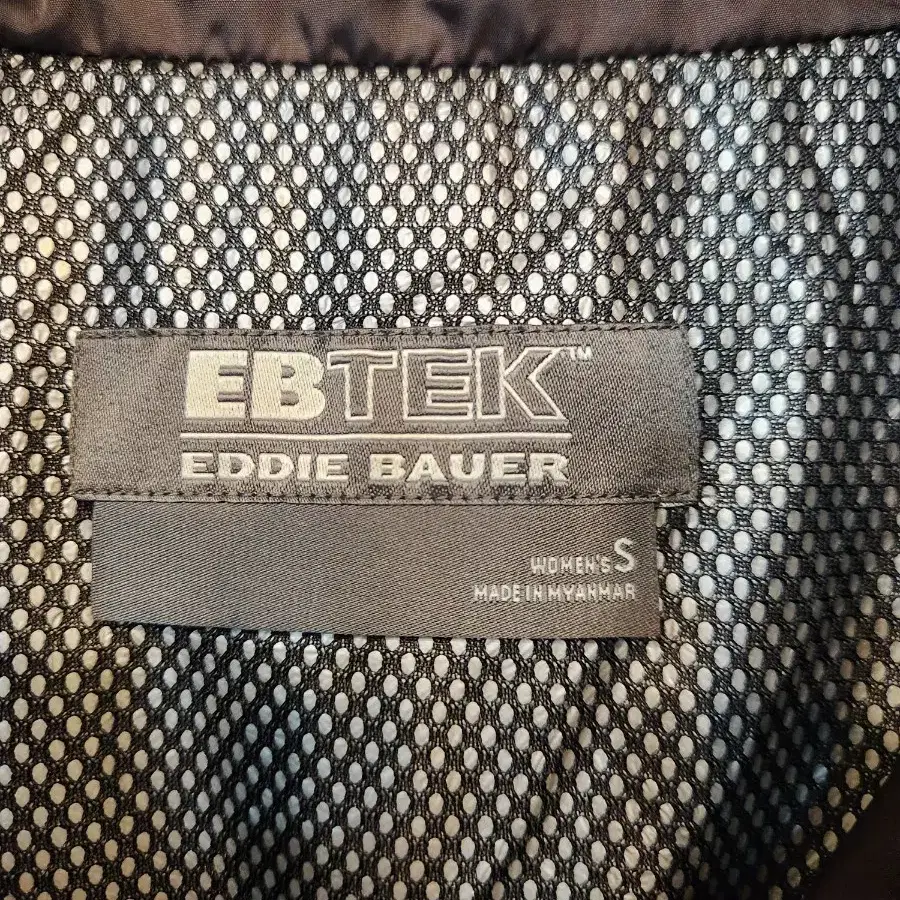 EBTEK™
EDDIE BAUER
WOMEN'S S
MADE IN MYANMAR